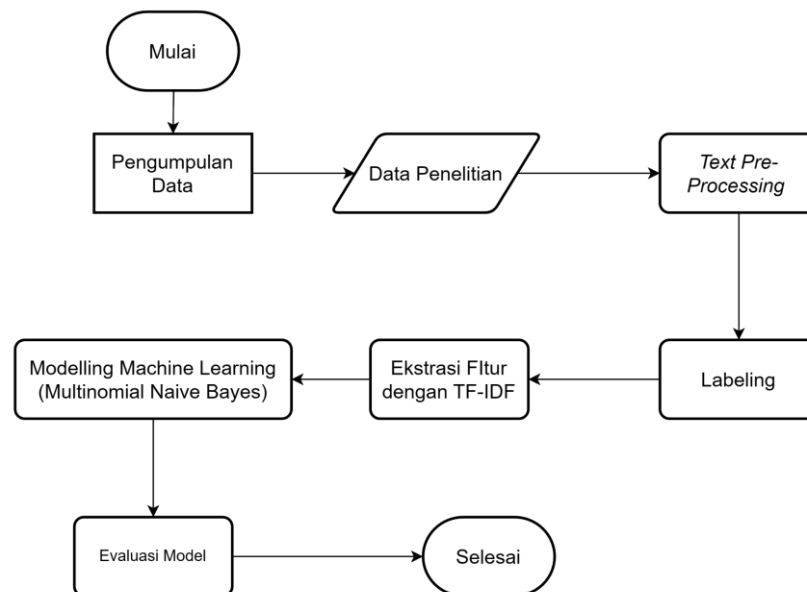 Mulai
Pengumpulan
Data
Data Penelitian
Text Pre-
Processing
Labeling
Ekstrasi FItur
dengan TF-IDF
Modelling Machine Learning
(Multinomial Naive Bayes)
Evaluasi Model
Selesai